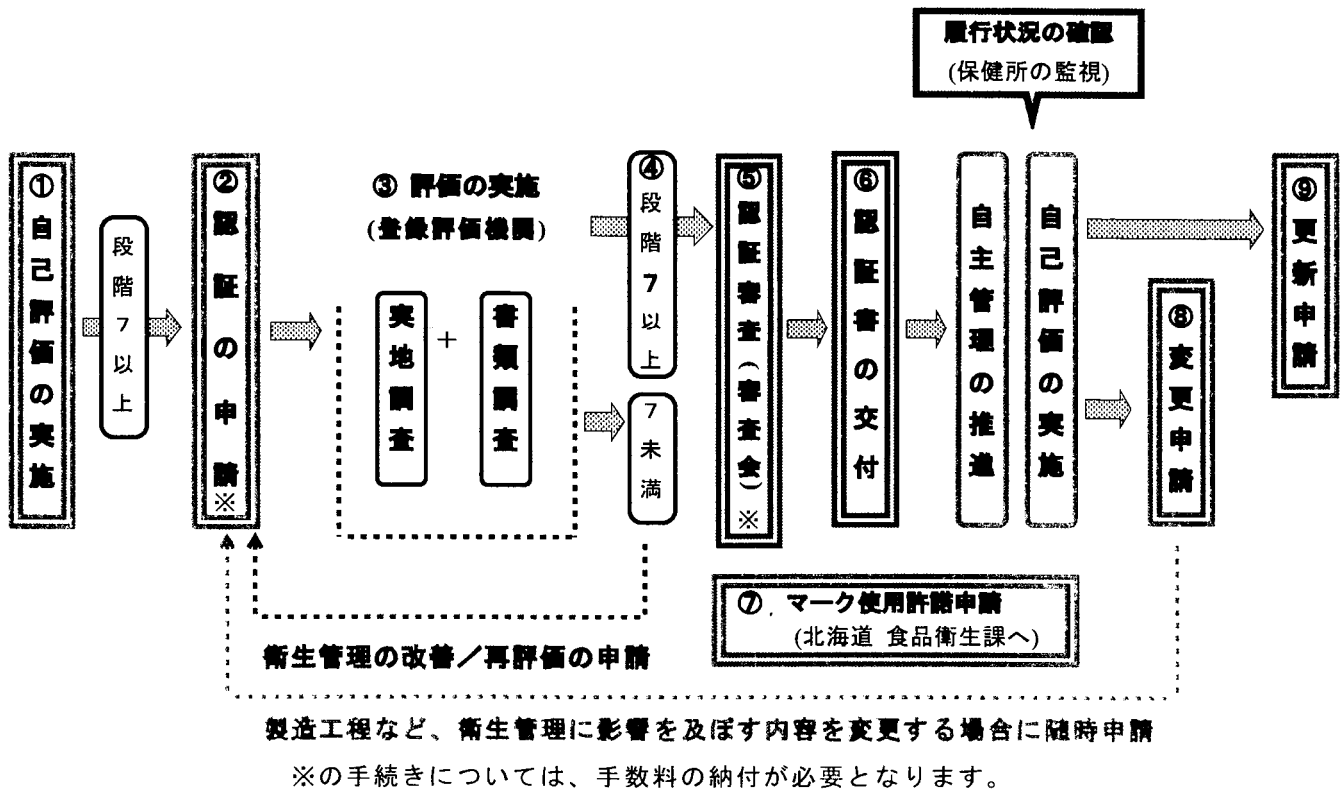 履行状況の確認
(保健所の監視)
①自己評価の実施
段階7以上
②認証の申請※
③ 評価の実施
(登録評価機関)
実地調査
+
書類調査
④段階7以上
7未満
⑤認証審査(審査会)※
⑥認証書の交付
自主管理の推進
自己評価の実施
⑧変更申請
⑨更新申請
⑦ マーク使用許諾申請
(北海道 食品衛生課へ)
衛生管理の改善/再評価の申請
製造工程など、衛生管理に影響を及ぼす内容を変更する場合に随時申請
※の手続きについては、手数料の納付が必要となります。